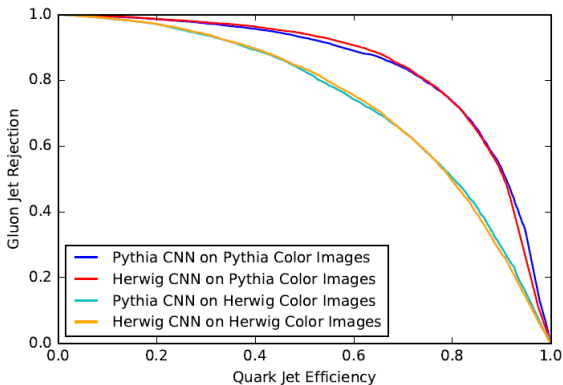 1.0
0.8
0.6
0.4
0.2
0.0
Gluon Jet Rejection
Pythia CNN on Pythia Color Images
Herwig CNN on Pythia Color Images
Pythia CNN on Herwig Color Images
Herwig CNN on Herwig Color Images
0.0 0.2 0.4 0.6 0.8 1.0
Quark Jet Efficiency